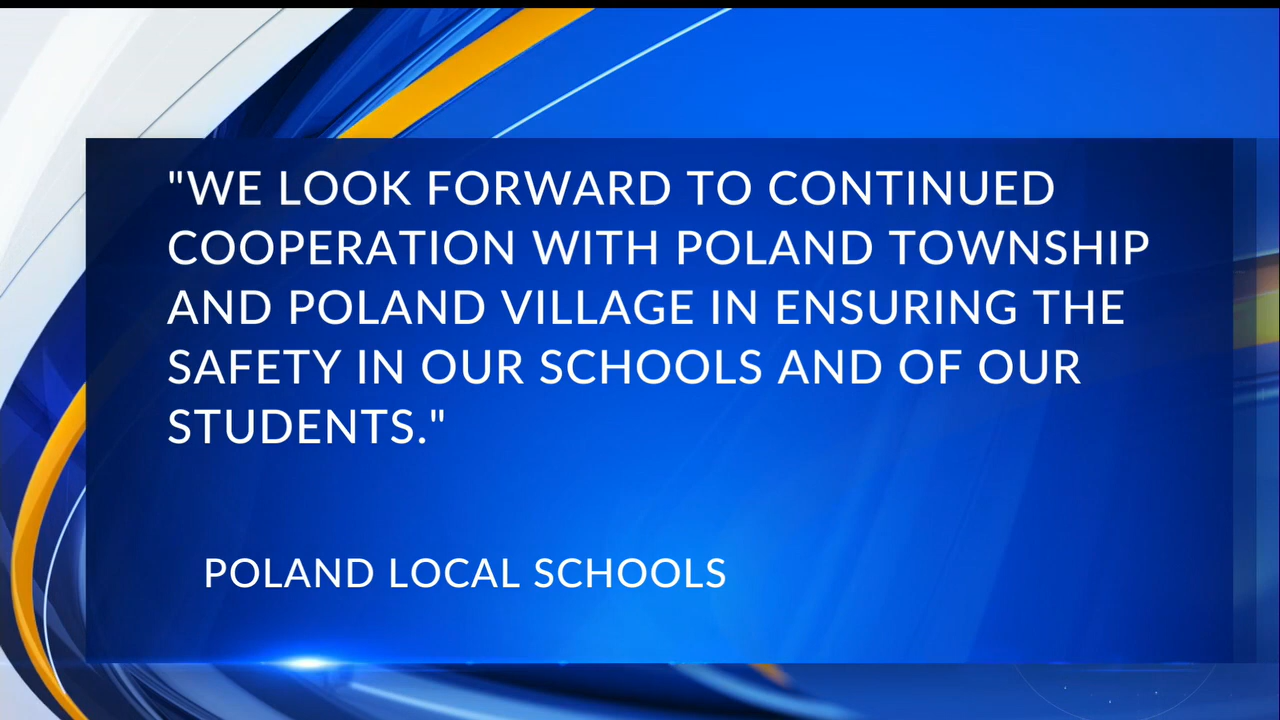 "WE LOOK FORWARD TO CONTINUED
COOPERATION WITH POLAND TOWNSHIP
AND POLAND VILLAGE IN ENSURING THE
SAFETY IN OUR SCHOOLS AND OF OUR
STUDENTS."
POLAND LOCAL SCHOOLS